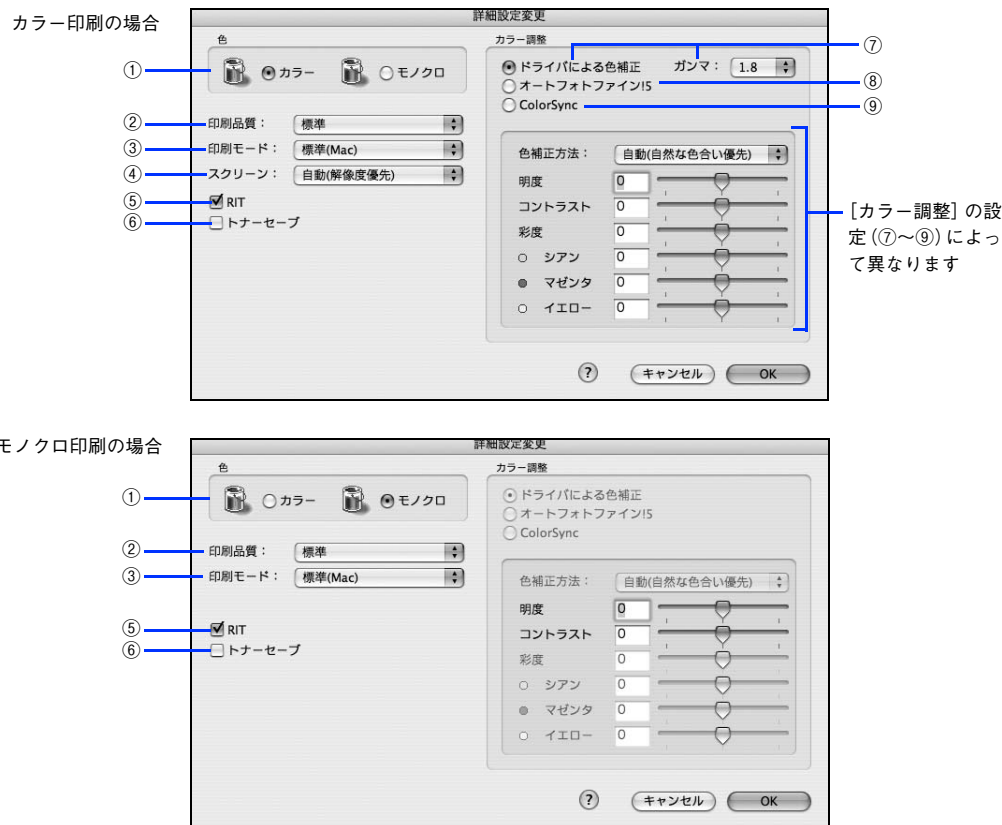 カラー印刷の場合
詳細設定変更
色
カラー
モノクロ
① 
② 印刷品質： 標準
③ 印刷モード： 標準(Mac)
④ スクリーン： 自動(解像度優先)
⑤ RIT
⑥ トナーセーブ
カラー調整
ドライバによる色補正 ガンマ： 1.8 ⑦
オートフォトファイン!5 ⑧
ColorSync ⑨
色補正方法： 自動(自然な色合い優先)
明度 0
コントラスト 0
彩度 0
シアン 0
マゼンタ 0
イエロー 0
［カラー調整］の設
定（⑦～⑨）によっ
て異なります
? キャンセル OK
モノクロ印刷の場合
詳細設定変更
色
① カラー モノクロ
② 印刷品質： 標準
③ 印刷モード： 標準(Mac)
⑤ RIT
⑥ トナーセーブ
カラー調整
ドライバによる色補正
オートフォトファイン!5
ColorSync
色補正方法： 自動(自然な色合い優先)
明度 0
コントラスト 0
彩度 0
シアン 0
マゼンタ 0
イエロー 0
? キャンセル OK